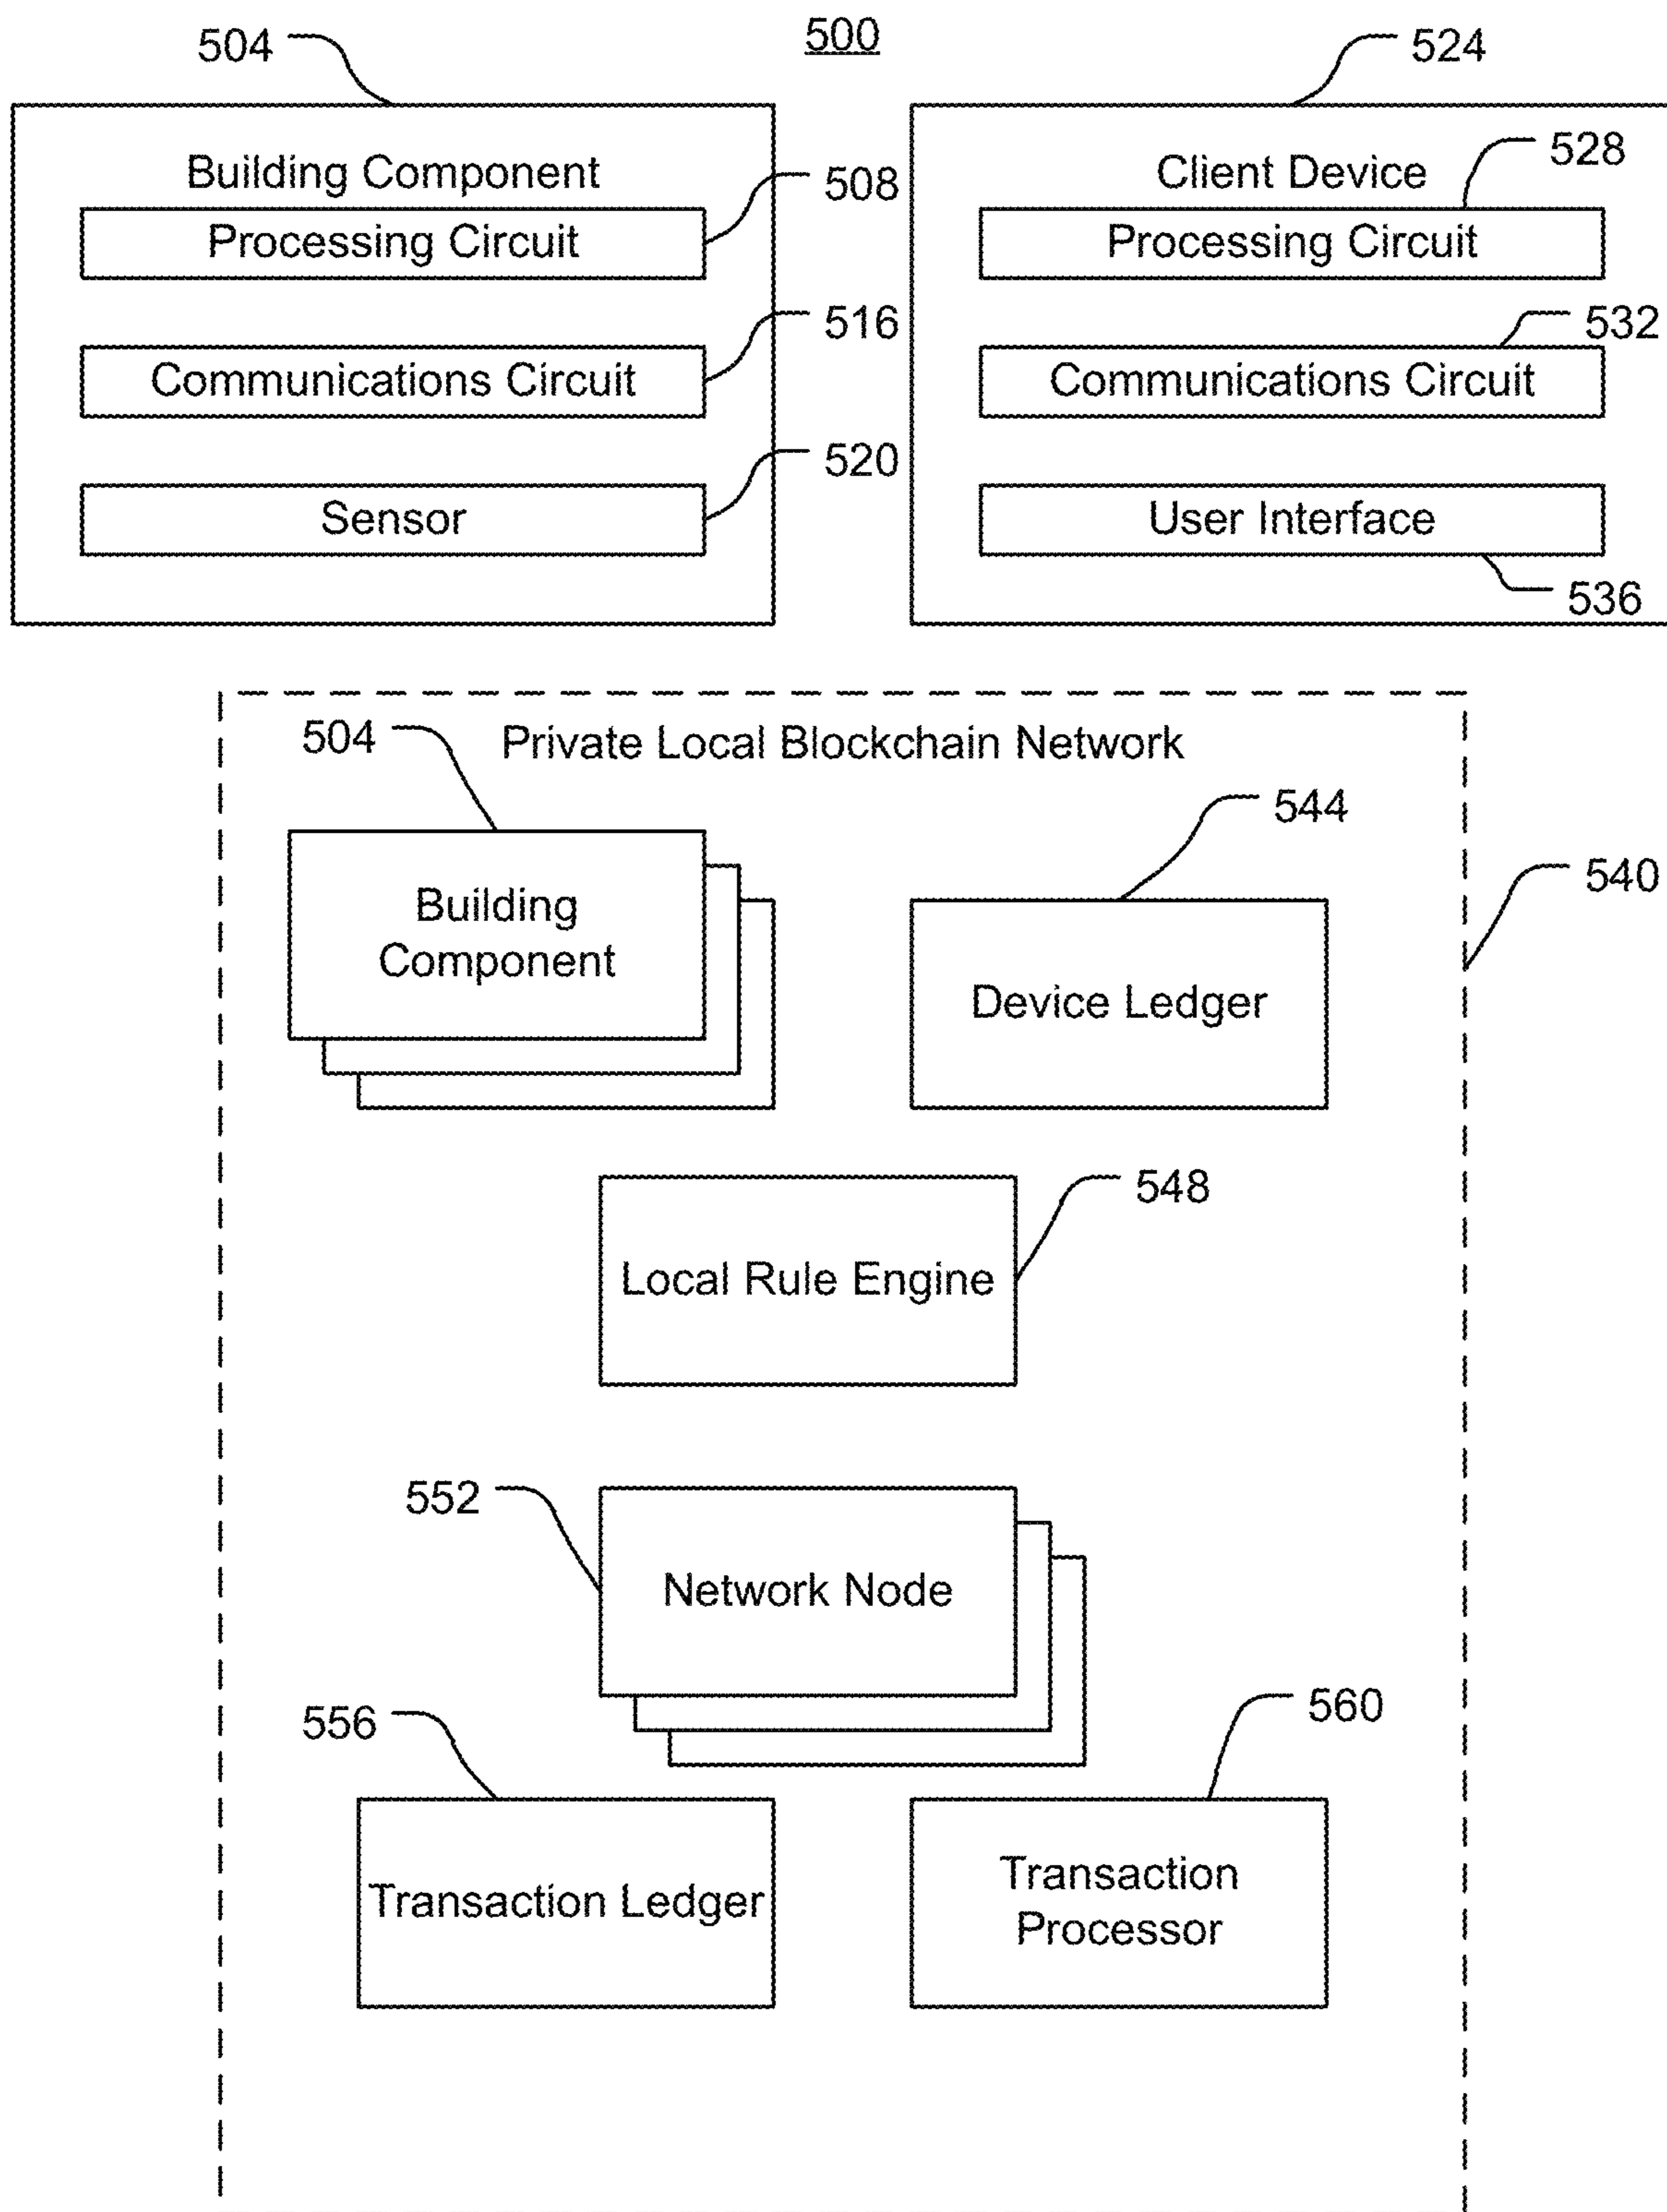 500
504
524
Building Component
508
Processing Circuit
516
Communications Circuit
520
Sensor
Client Device
528
Processing Circuit
532
Communications Circuit
User Interface
536
504
Private Local Blockchain Network
544
540
Building
Component
Device Ledger
548
Local Rule Engine
552
Network Node
556
560
Transaction Ledger
Transaction
Processor